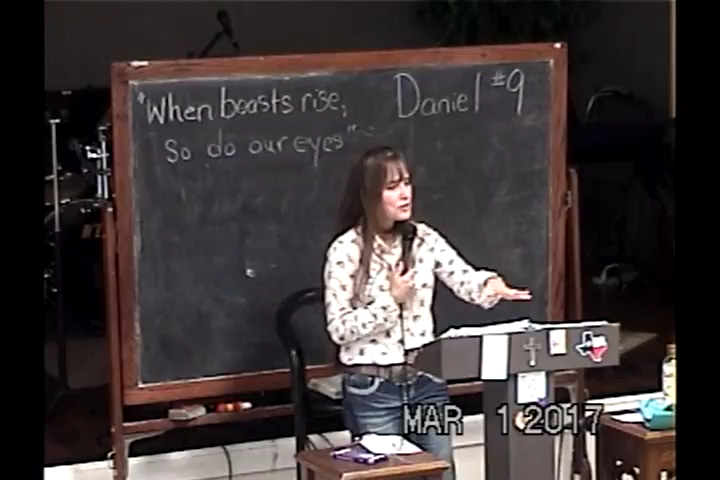 "When beasts rise,
So do our eyes"
Daniel #9
MAR 1 2017